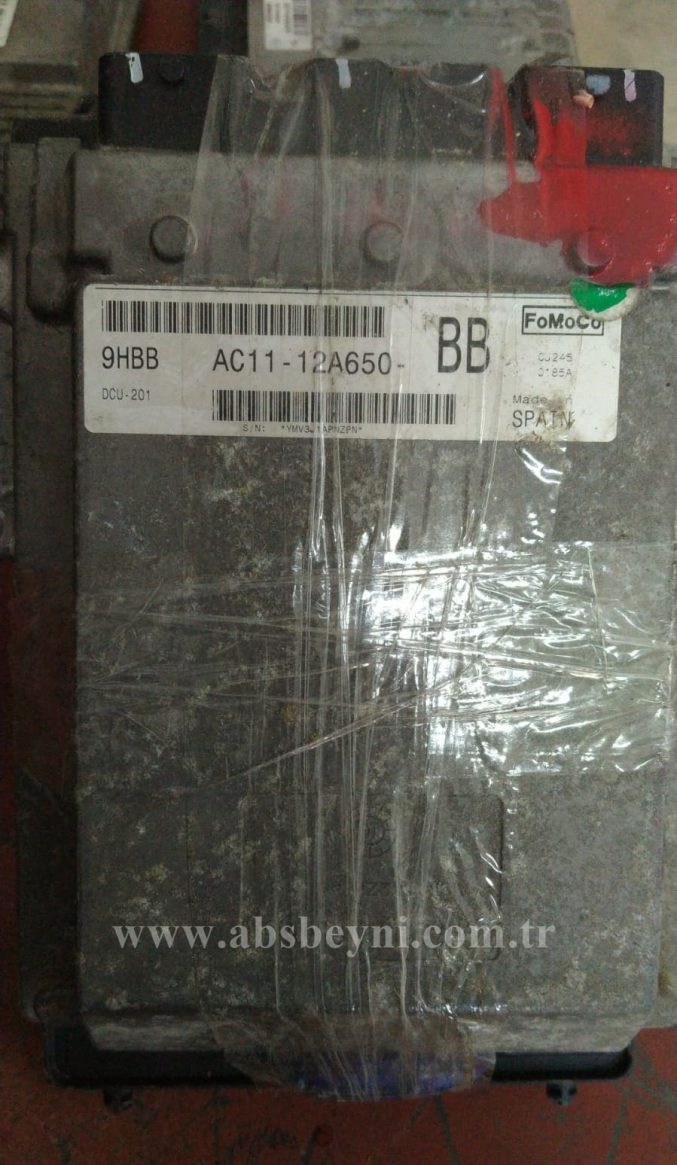 FoMoCo
9HBB AC11-12A650- BB
DCU-201
Made in
SPAIN
S/N:
www.absbeyni.com.tr